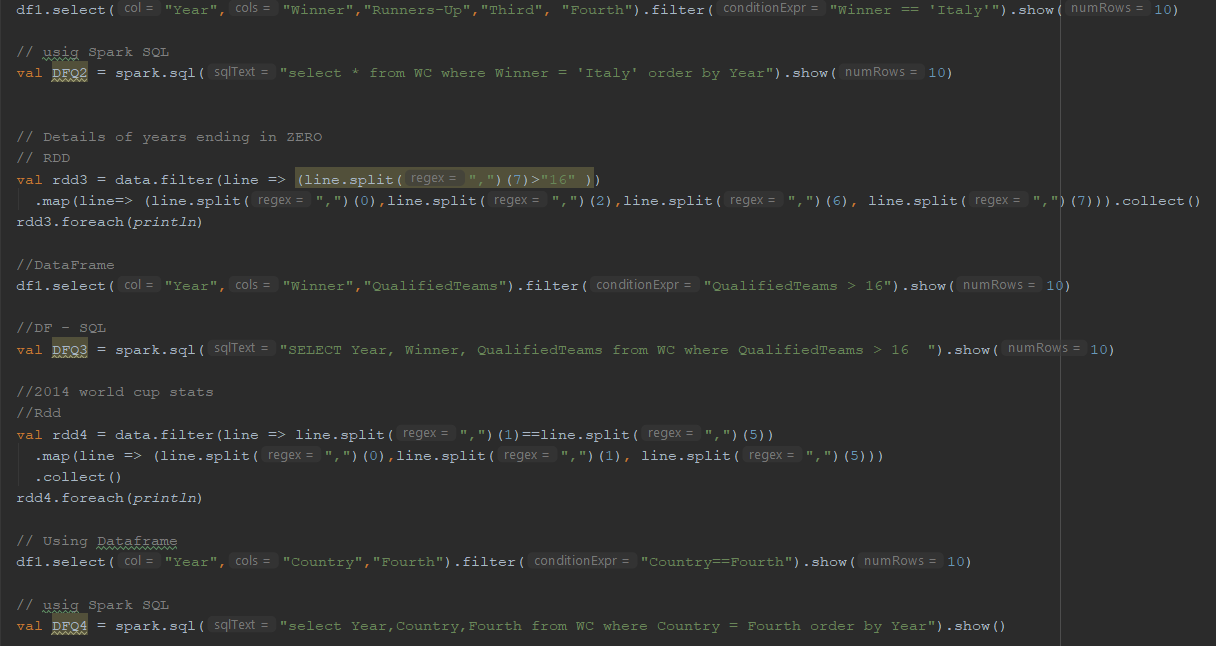 df1.select( col = "Year", cols = "Winner","Runners-Up","Third", "Fourth").filter( conditionExpr = "Winner == 'Italy'").show( numRows = 10)
// usig Spark SQL
val DFQ2 = spark.sql( sqlText = "select * from WC where Winner = 'Italy' order by Year").show( numRows = 10)
// Details of years ending in ZERO
// RDD
val rdd3 = data.filter(line => (line.split( regex = ",")(7)>"16" ))
.map(line=> (line.split( regex = ",")(0),line.split( regex = ",")(2),line.split( regex = ",")(6), line.split( regex = ",")(7))).collect()
rdd3.foreach(println)
//DataFrame
df1.select( col = "Year", cols = "Winner","QualifiedTeams").filter( conditionExpr = "QualifiedTeams > 16").show( numRows = 10)
//DF - SQL
val DFQ3 = spark.sql( sqlText = "SELECT Year, Winner, QualifiedTeams from WC where QualifiedTeams > 16  ").show( numRows = 10)
//2014 world cup stats
//Rdd
val rdd4 = data.filter(line => line.split( regex = ",")(1)==line.split( regex = ",")(5))
.map(line => (line.split( regex = ",")(0),line.split( regex = ",")(1), line.split( regex = ",")(5)))
.collect()
rdd4.foreach(println)
// Using Dataframe
df1.select( col = "Year", cols = "Country","Fourth").filter( conditionExpr = "Country==Fourth").show( numRows = 10)
// usig Spark SQL
val DFQ4 = spark.sql( sqlText = "select Year,Country,Fourth from WC where Country = Fourth order by Year").show()